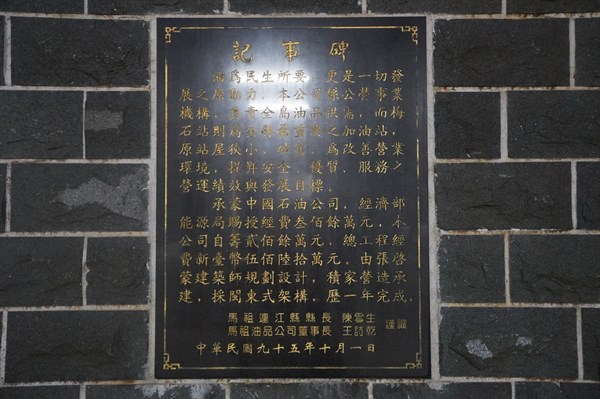 記事碑
油為民生所要，更是一切發
展之原動力，本公司係公營事業
機構，負責全島油品供需，而梅
石站則為全縣最重要之加油站，
原站屋狹小，破舊，為改善營業
環境，提昇安全、優質、服務之
營運績效與發展目標。
承蒙中國石油公司，經濟部
能源局賜授經費叁佰餘萬元，本
公司自籌貳佰餘萬元，總工程經
費新臺幣伍佰陸拾萬元。由張啓
蒙建築師規劃設計，積家營造承
建，採閩東式架構，歷一年完成。
馬祖連江縣縣長 陳雪生
馬祖油品公司董事長 王詩乾
謹識
中華民國九十五年十月一日